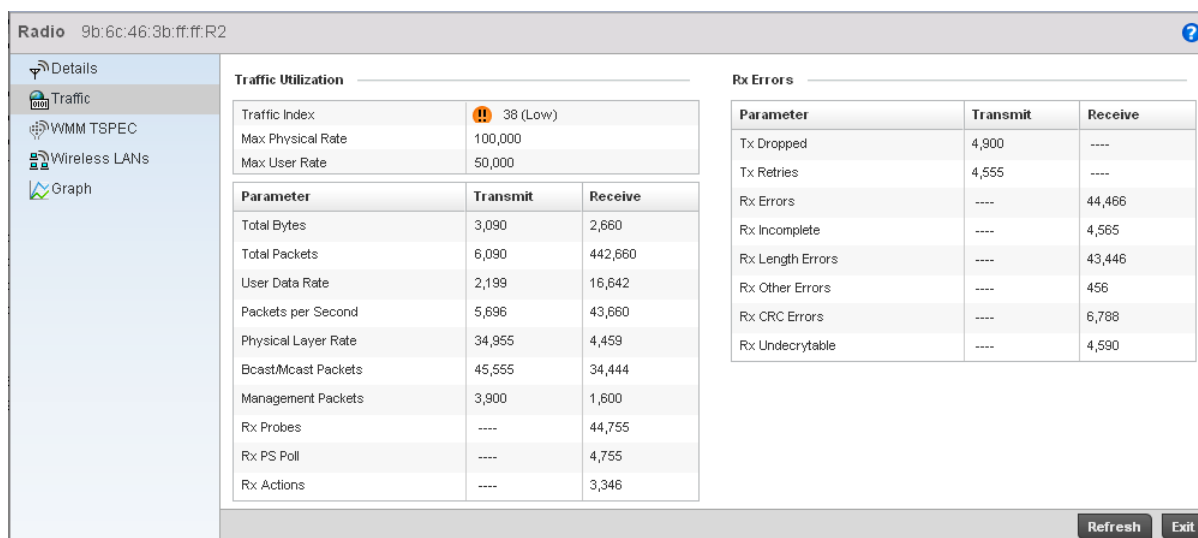 Radio 9b:6c:46:3b:ff:ff:R2
?
Details
Traffic
WMM TSPEC
Wireless LANs
Graph
Traffic Utilization
Traffic Index !! 38 (Low)
Max Physical Rate 100,000
Max User Rate 50,000
Parameter Transmit Receive
Total Bytes 3,090 2,660
Total Packets 6,090 442,660
User Data Rate 2,199 16,642
Packets per Second 5,696 43,660
Physical Layer Rate 34,955 4,459
Bcast/Mcast Packets 45,555 34,444
Management Packets 3,900 1,600
Rx Probes ---- 44,755
Rx PS Poll ---- 4,755
Rx Actions ---- 3,346
Rx Errors
Parameter Transmit Receive
Tx Dropped 4,900 ----
Tx Retries 4,555 ----
Rx Errors ---- 44,466
Rx Incomplete ---- 4,565
Rx Length Errors ---- 43,446
Rx Other Errors ---- 456
Rx CRC Errors ---- 6,788
Rx Undecrytable ---- 4,590
Refresh Exit